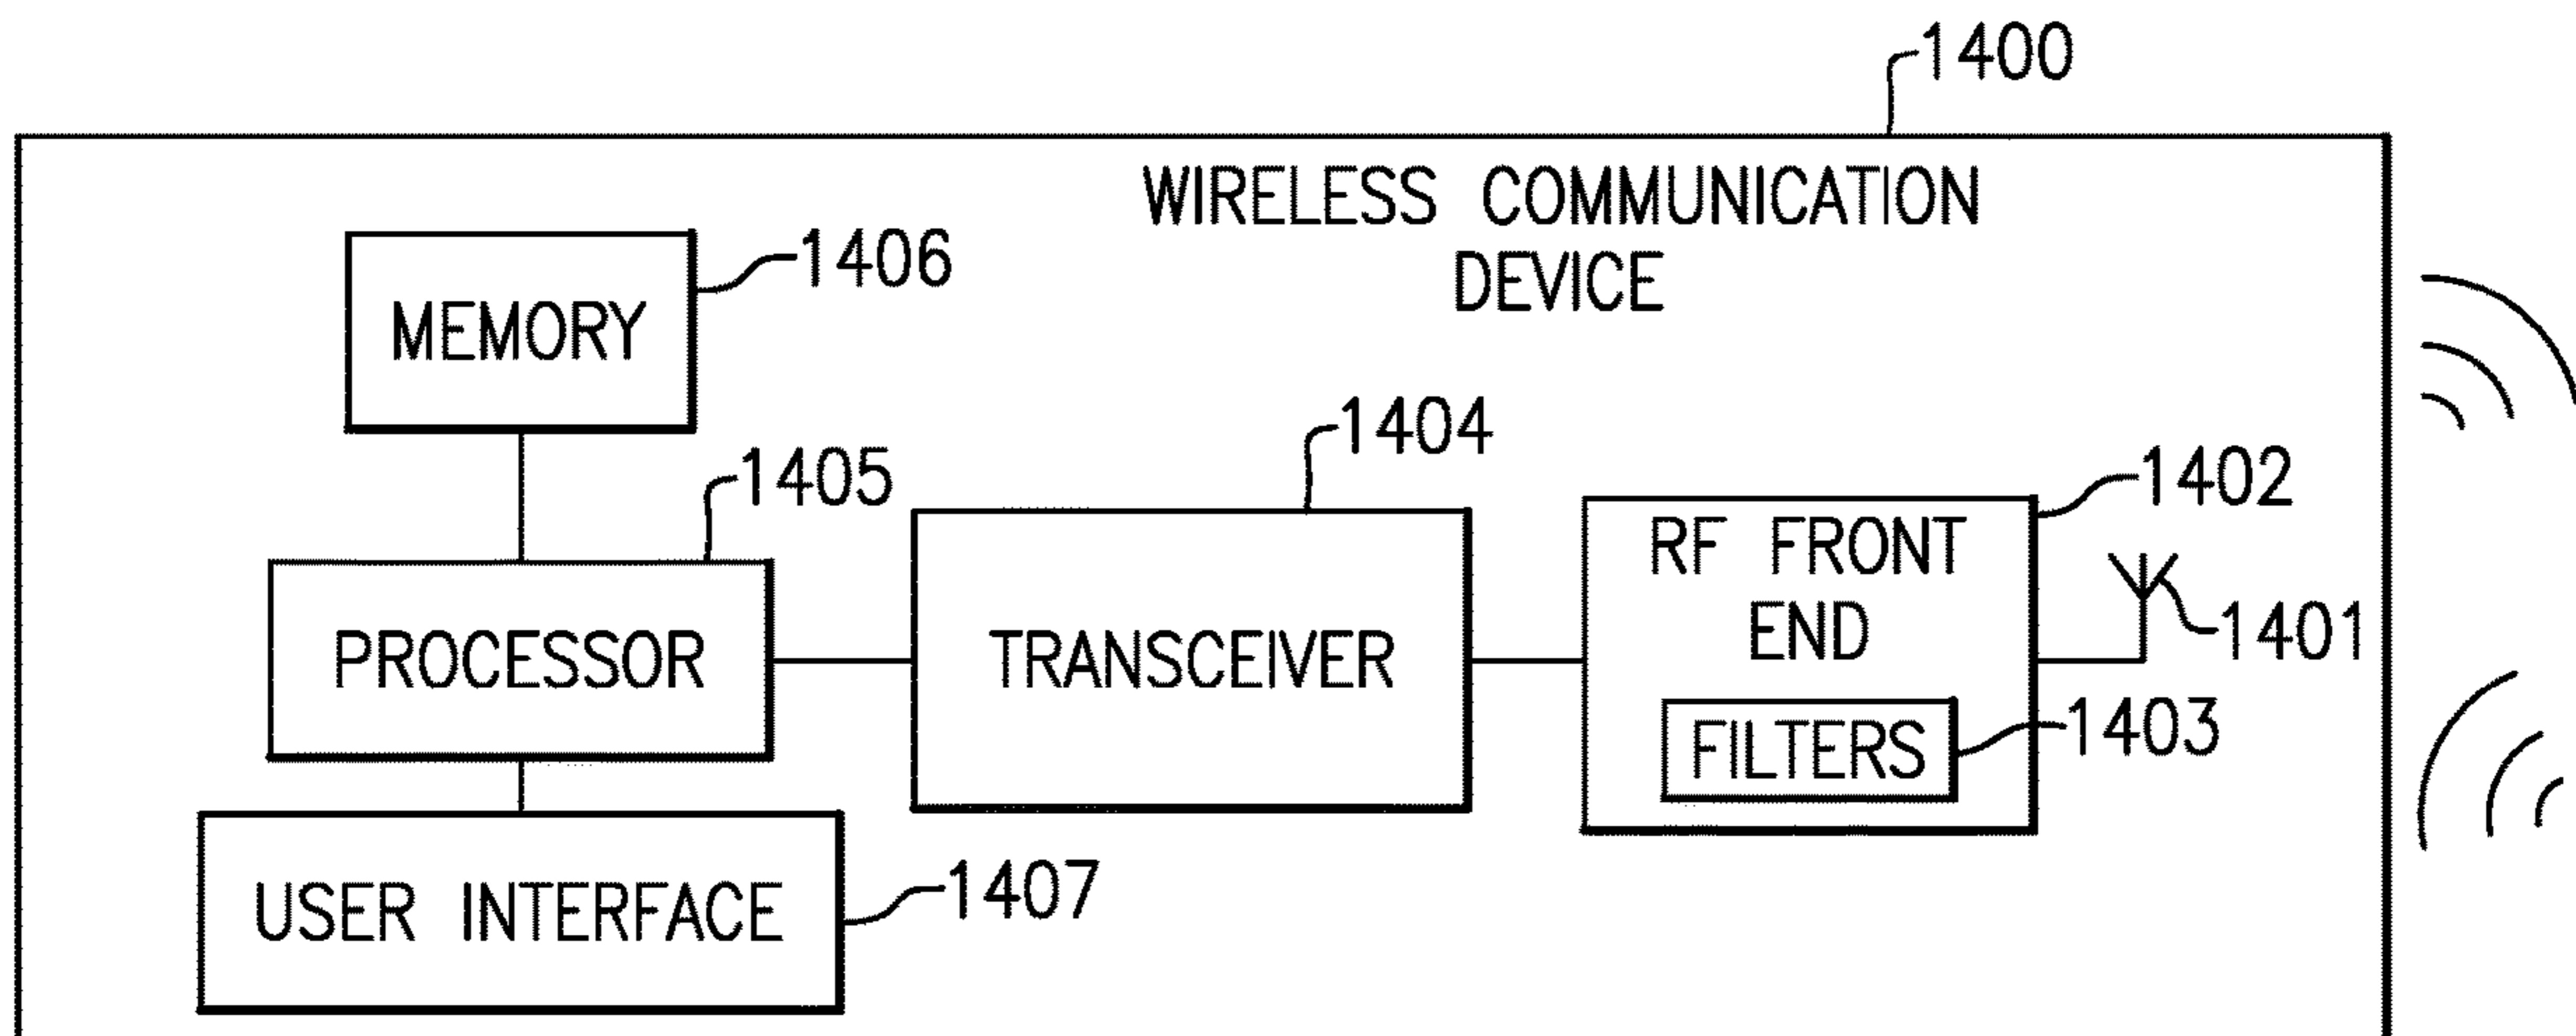 1400
WIRELESS COMMUNICATION
DEVICE
1406
MEMORY
1404
1405
1402
RF FRONT
END
1401
PROCESSOR
TRANSCEIVER
FILTERS
1403
USER INTERFACE
1407